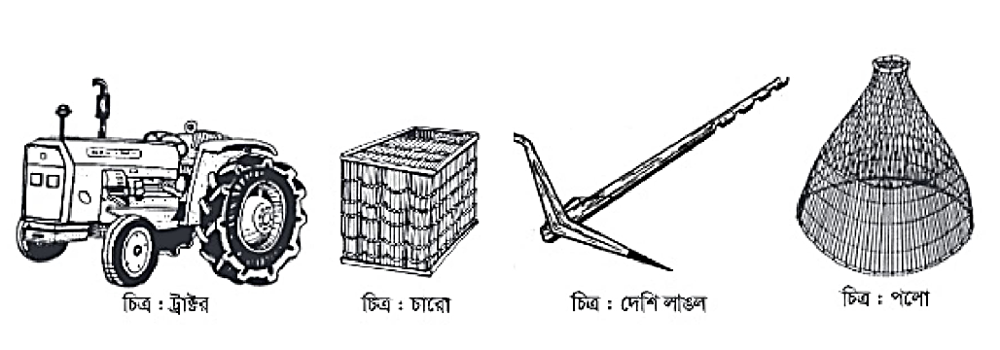 চিত্র : ট্রাক্টর
চিত্র : চারো
চিত্র : দেশি লাঙল
চিত্র : পলো